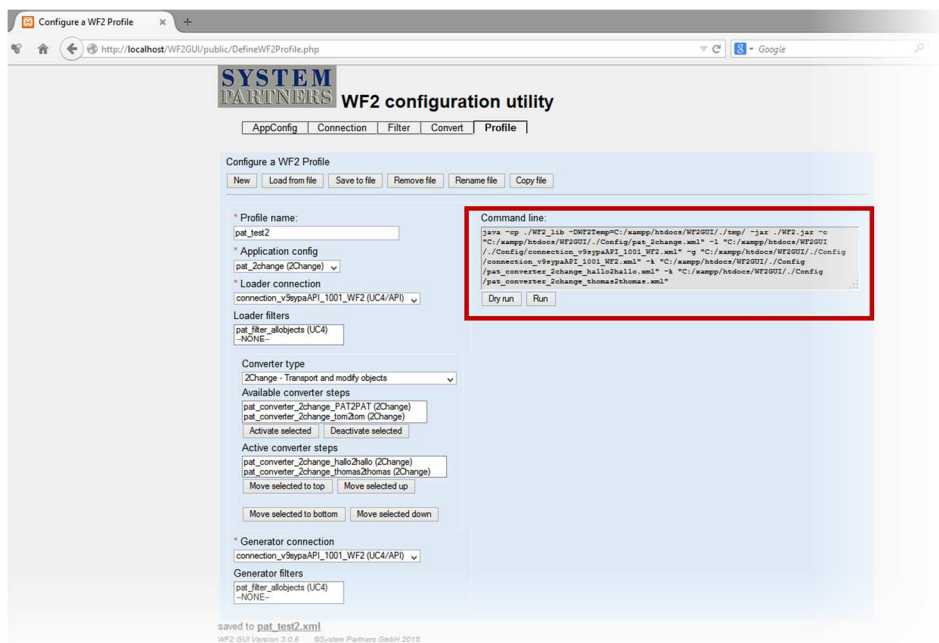 Configure a WF2 Profile × +
http://localhost/WF2GUI/public/DefineWF2Profile.php
Google
SYSTEM
PARTNERS
WF2 configuration utility
AppConfig Connection Filter Convert Profile
Configure a WF2 Profile
New Load from file Save to file Remove file Rename file Copy file
* Profile name:
pat_test2
* Application config
pat_2change (2Change)
* Loader connection
connection_v9sypaAPI_1001_WF2 (UC4/API)
Loader filters
pat_filter_allobjects (UC4)
--NONE--
Converter type
2Change - Transport and modify objects
Available converter steps
pat_converter_2change_PAT2PAT (2Change)
pat_converter_2change_tom2tom (2Change)
Activate selected Deactivate selected
Active converter steps
pat_converter_2change_hallo2hallo (2Change)
pat_converter_2change_thomas2thomas (2Change)
Move selected to top Move selected up
Move selected to bottom Move selected down
* Generator connection
connection_v9sypaAPI_1001_WF2 (UC4/API)
Generator filters
pat_filter_allobjects (UC4)
--NONE--
Command line:
java -cp ./WF2_lib -DWF2Temp=C:/xampp/htdocs/WF2GUI/./tmp/ -jar ./WF2.jar -c
"C:/xampp/htdocs/WF2GUI/./Config/pat_2change.xml" -l "C:/xampp/htdocs/WF2GUI
/./Config/connection_v9sypaAPI_1001_WF2.xml" -g "C:/xampp/htdocs/WF2GUI/./Config
/connection_v9sypaAPI_1001_WF2.xml" -k "C:/xampp/htdocs/WF2GUI/./Config
/pat_converter_2change_hallo2hallo.xml" -k "C:/xampp/htdocs/WF2GUI/./Config
/pat_converter_2change_thomas2thomas.xml"
Dry run Run
saved to pat_test2.xml
WF2 GUI Version 3.0.6 ©System Partners GmbH 2015